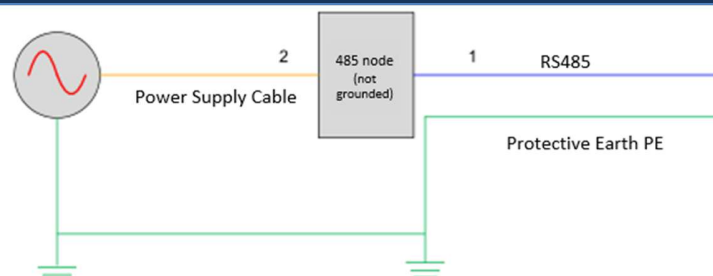 2
485 node
(not
grounded)
1
RS485
Power Supply Cable
Protective Earth PE